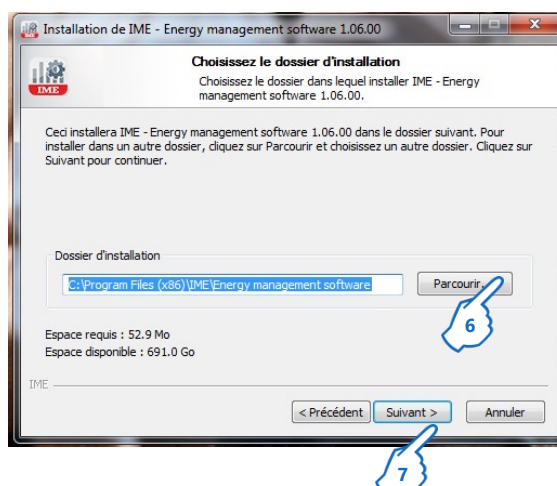 Installation de IME - Energy management software 1.06.00
Choisissez le dossier d'installation
Choisissez le dossier dans lequel installer IME - Energy
management software 1.06.00.
IME
Ceci installera IME - Energy management software 1.06.00 dans le dossier suivant. Pour
installer dans un autre dossier, cliquez sur Parcourir et choisissez un autre dossier. Cliquez sur
Suivant pour continuer.
Dossier d'installation
C:\Program Files (x86)\IME\Energy management software
Parcourir...
6
Espace requis : 52.9 Mo
Espace disponible : 691.0 Go
IME
< Précédent
Suivant >
Annuler
7